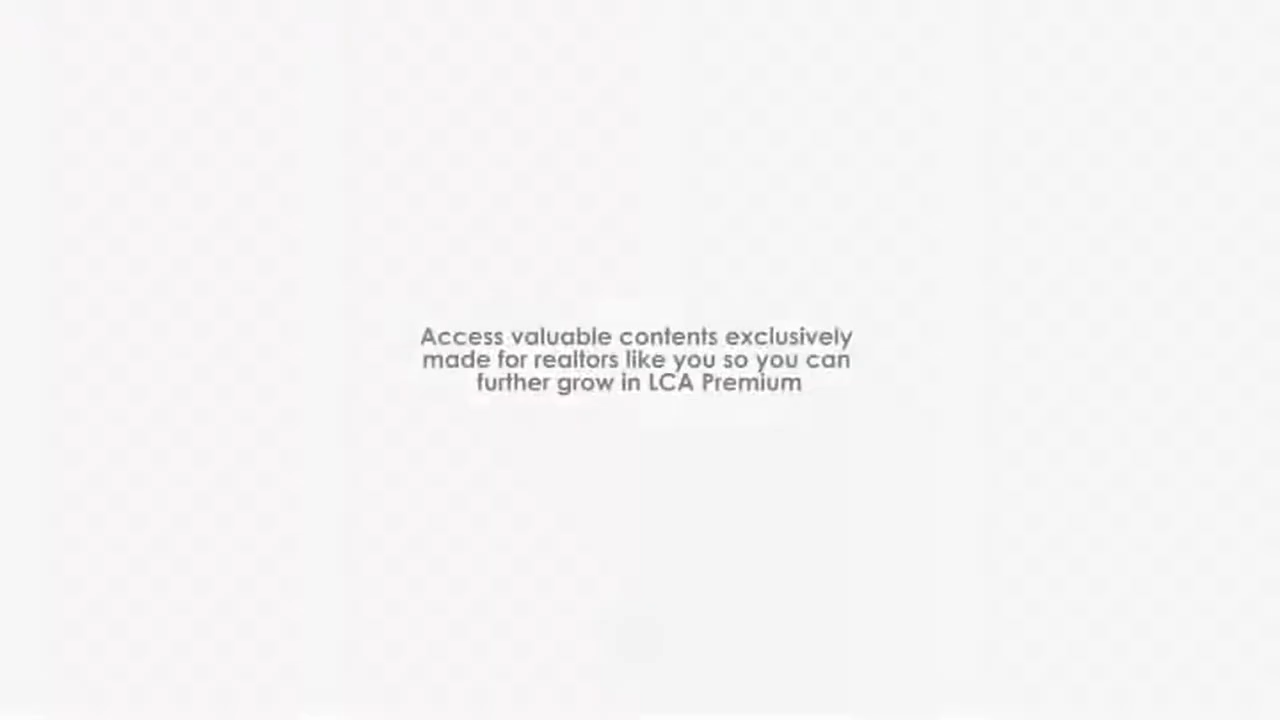 Access valuable contents exclusively
made for realtors like you so you can
further grow in LCA Premium